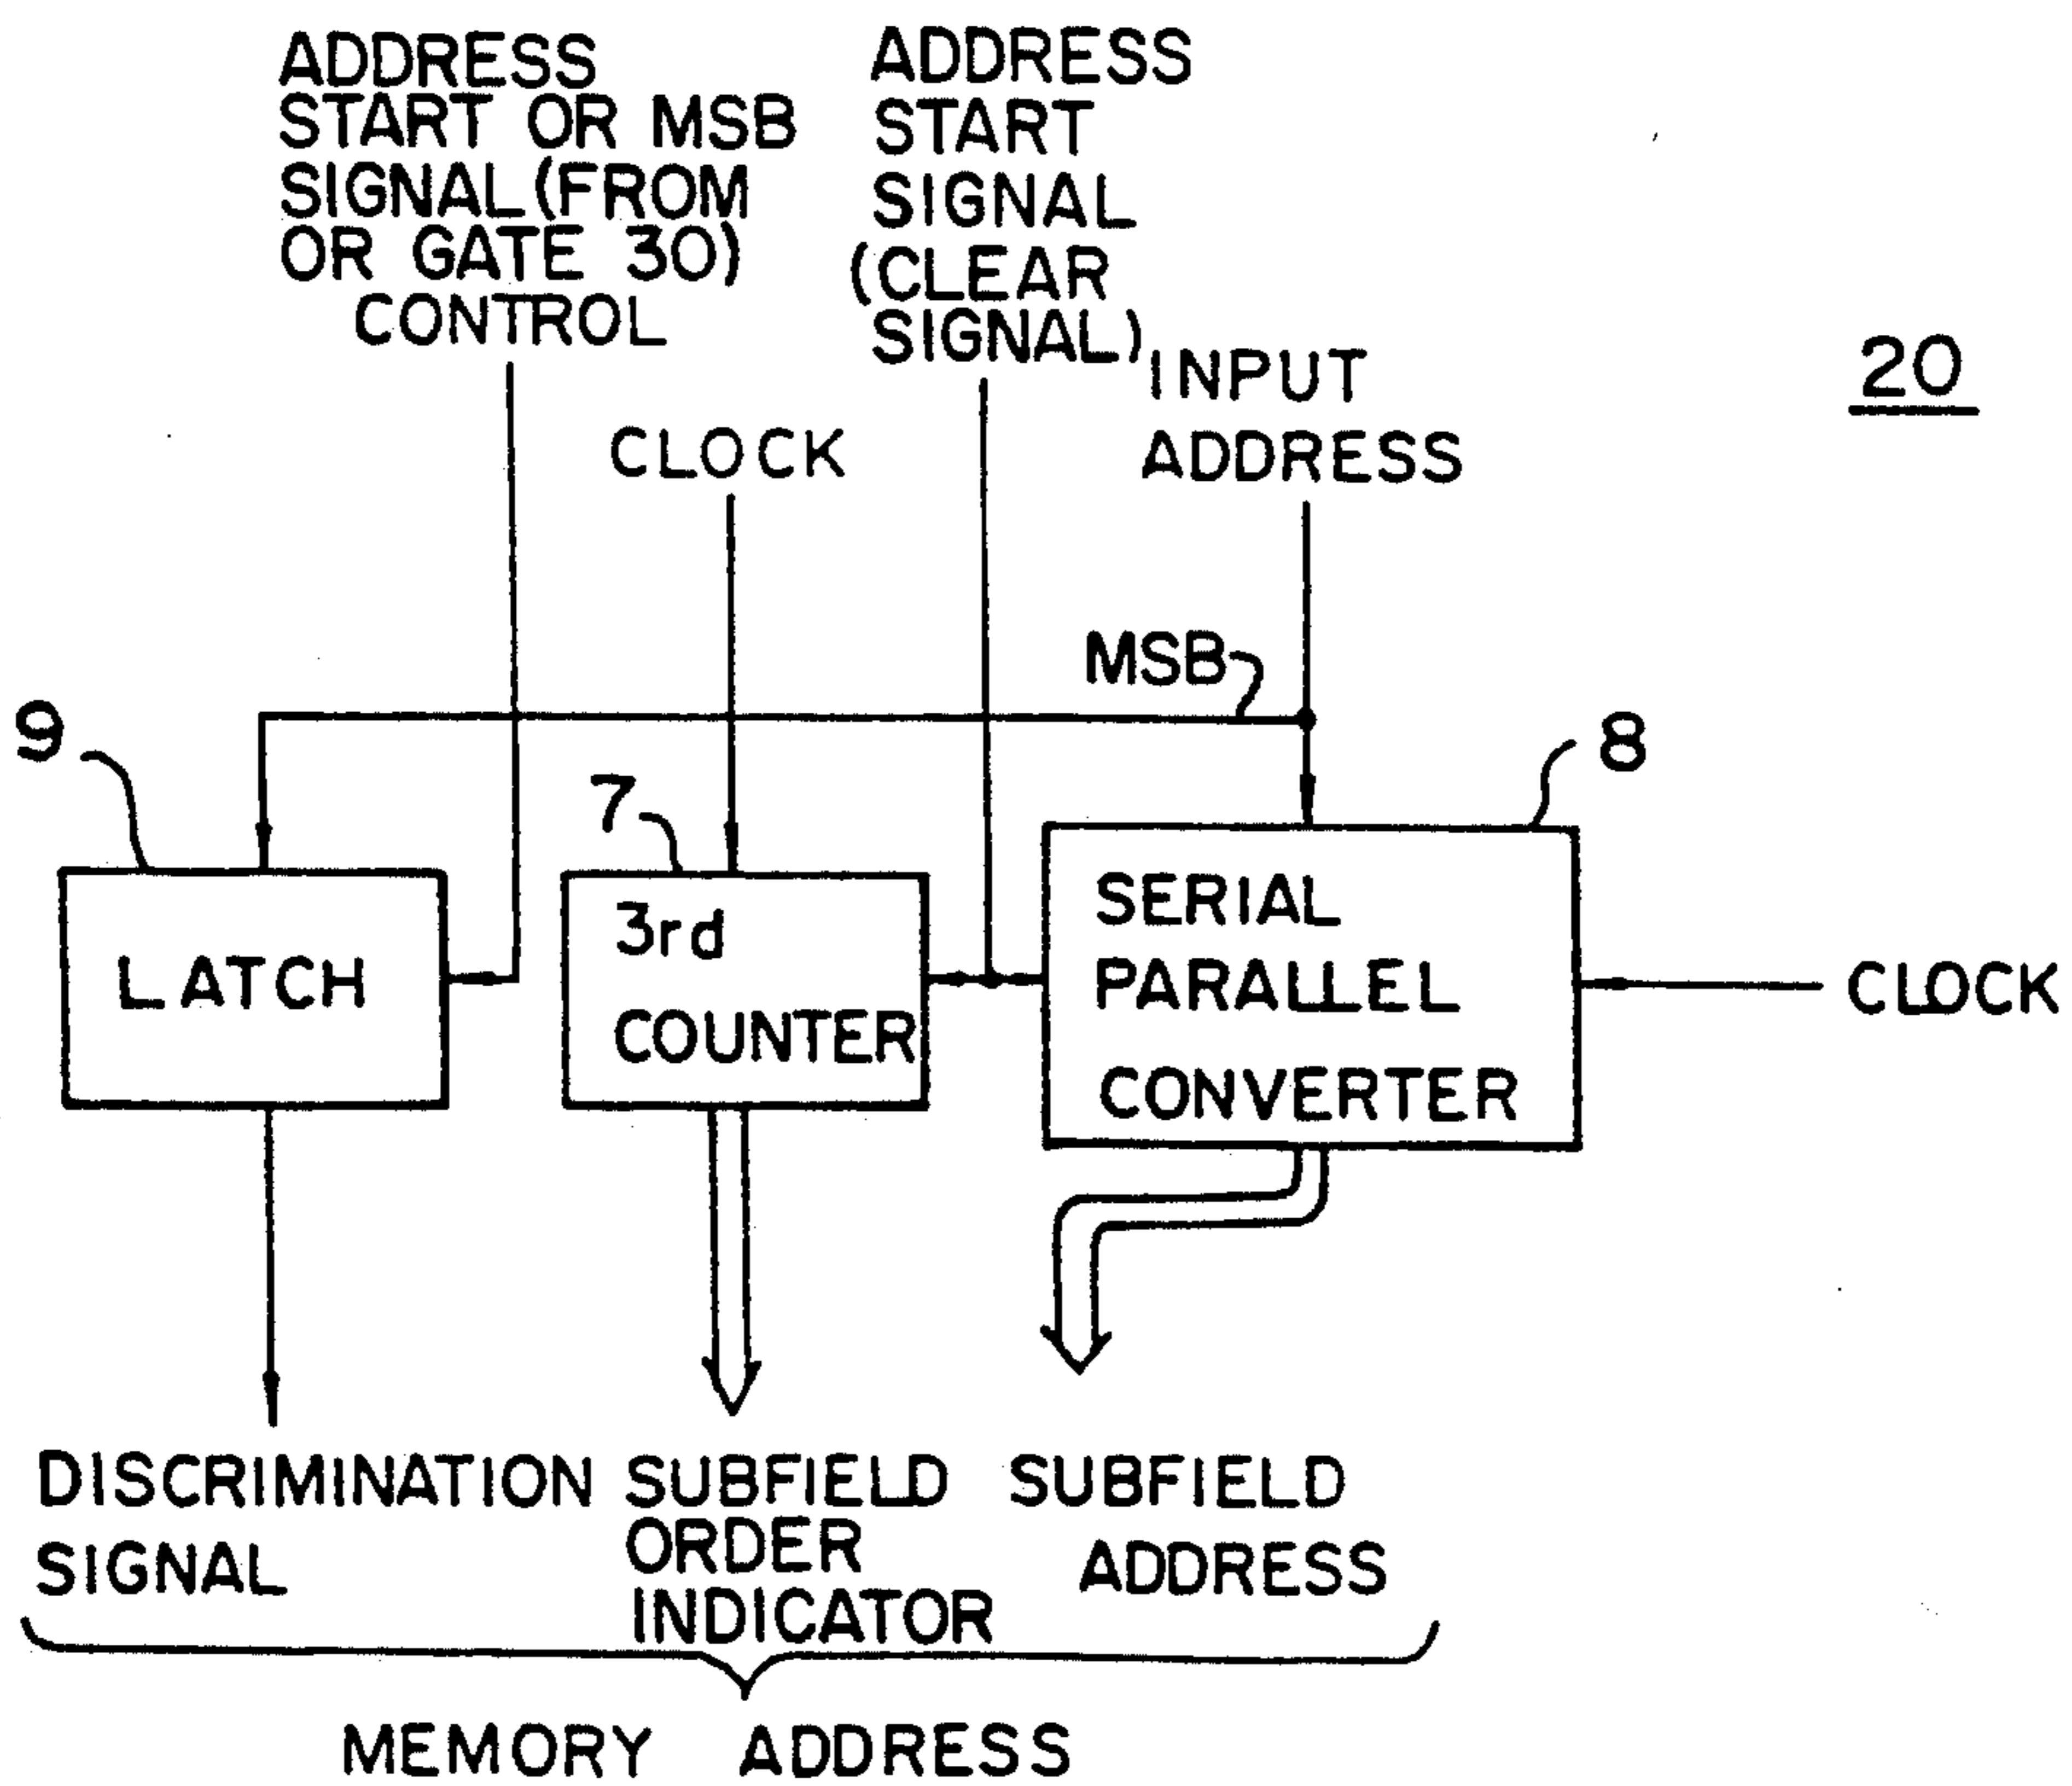 ADDRESS
START OR MSB
SIGNAL(FROM
OR GATE 30)
CONTROL
ADDRESS
START
SIGNAL
(CLEAR
SIGNAL)
INPUT
ADDRESS
20
CLOCK
MSB
9
7
8
LATCH
3rd
COUNTER
SERIAL
PARALLEL
CONVERTER
CLOCK
DISCRIMINATION
SIGNAL
SUBFIELD
ORDER
INDICATOR
SUBFIELD
ADDRESS
MEMORY ADDRESS